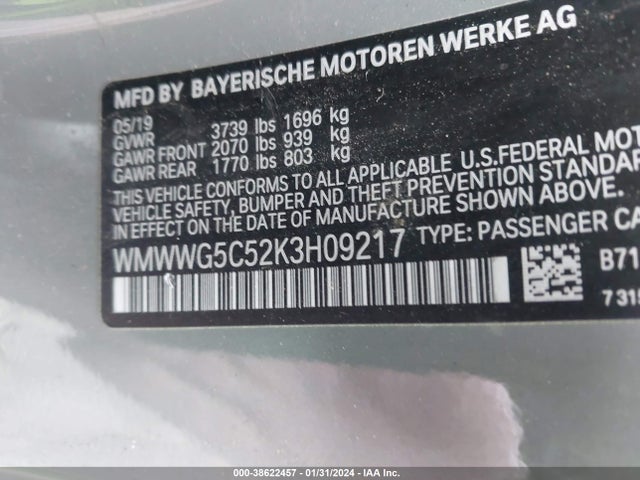 MFD BY BAYERISCHE MOTOREN WERKE AG
05/19
GVWR 3739 lbs 1696 kg
GAWR FRONT 2070 lbs 939 kg
GAWR REAR 1770 lbs 803 kg
THIS VEHICLE CONFORMS TO ALL APPLICABLE U.S.FEDERAL MOT
VEHICLE SAFETY, BUMPER AND THEFT PREVENTION STANDARD
IN EFFECT ON THE DATE OF MANUFACTURE SHOWN ABOVE.
WMWWG5C52K3H09217 TYPE: PASSENGER CA
B71
7315
000-38622457 - 01/31/2024 - IAA Inc.